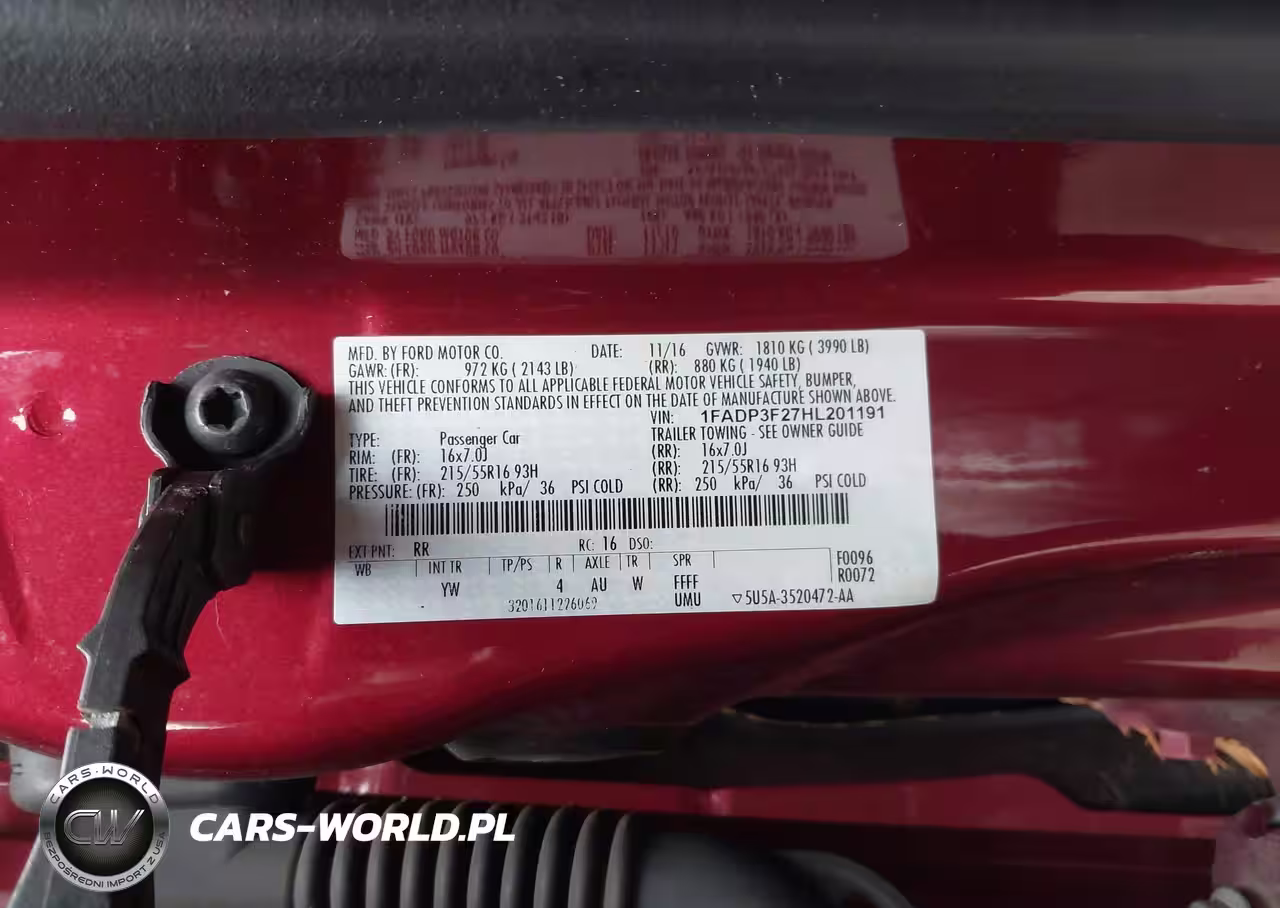 MFD. BY FORD MOTOR CO. DATE: 11/16 GVWR: 1810 KG ( 3990 LB)
GAWR: (FR): 972 KG ( 2143 LB) (RR): 880 KG ( 1940 LB)
THIS VEHICLE CONFORMS TO ALL APPLICABLE FEDERAL MOTOR VEHICLE SAFETY, BUMPER,
AND THEFT PREVENTION STANDARDS IN EFFECT ON THE DATE OF MANUFACTURE SHOWN ABOVE.
VIN: 1FADP3F27HL201191
TYPE: Passenger Car TRAILER TOWING - SEE OWNER GUIDE
RIM: (FR): 16x7.0J (RR): 16x7.0J
TIRE: (FR): 215/55R16 93H (RR): 215/55R16 93H
PRESSURE: (FR): 250 kPa/ 36 PSI COLD (RR): 250 kPa/ 36 PSI COLD
EXT PNT: RR RC: 16 DSO:
WB INT TR TP/PS R AXLE TR SPR F0096
YW 4 AU W FFFF R0072
3201611226069 UMU ▽5U5A-3520472-AA
CARS-WORLD
CW
BEZPOŚREDNI IMPORT Z USA
CARS-WORLD.PL